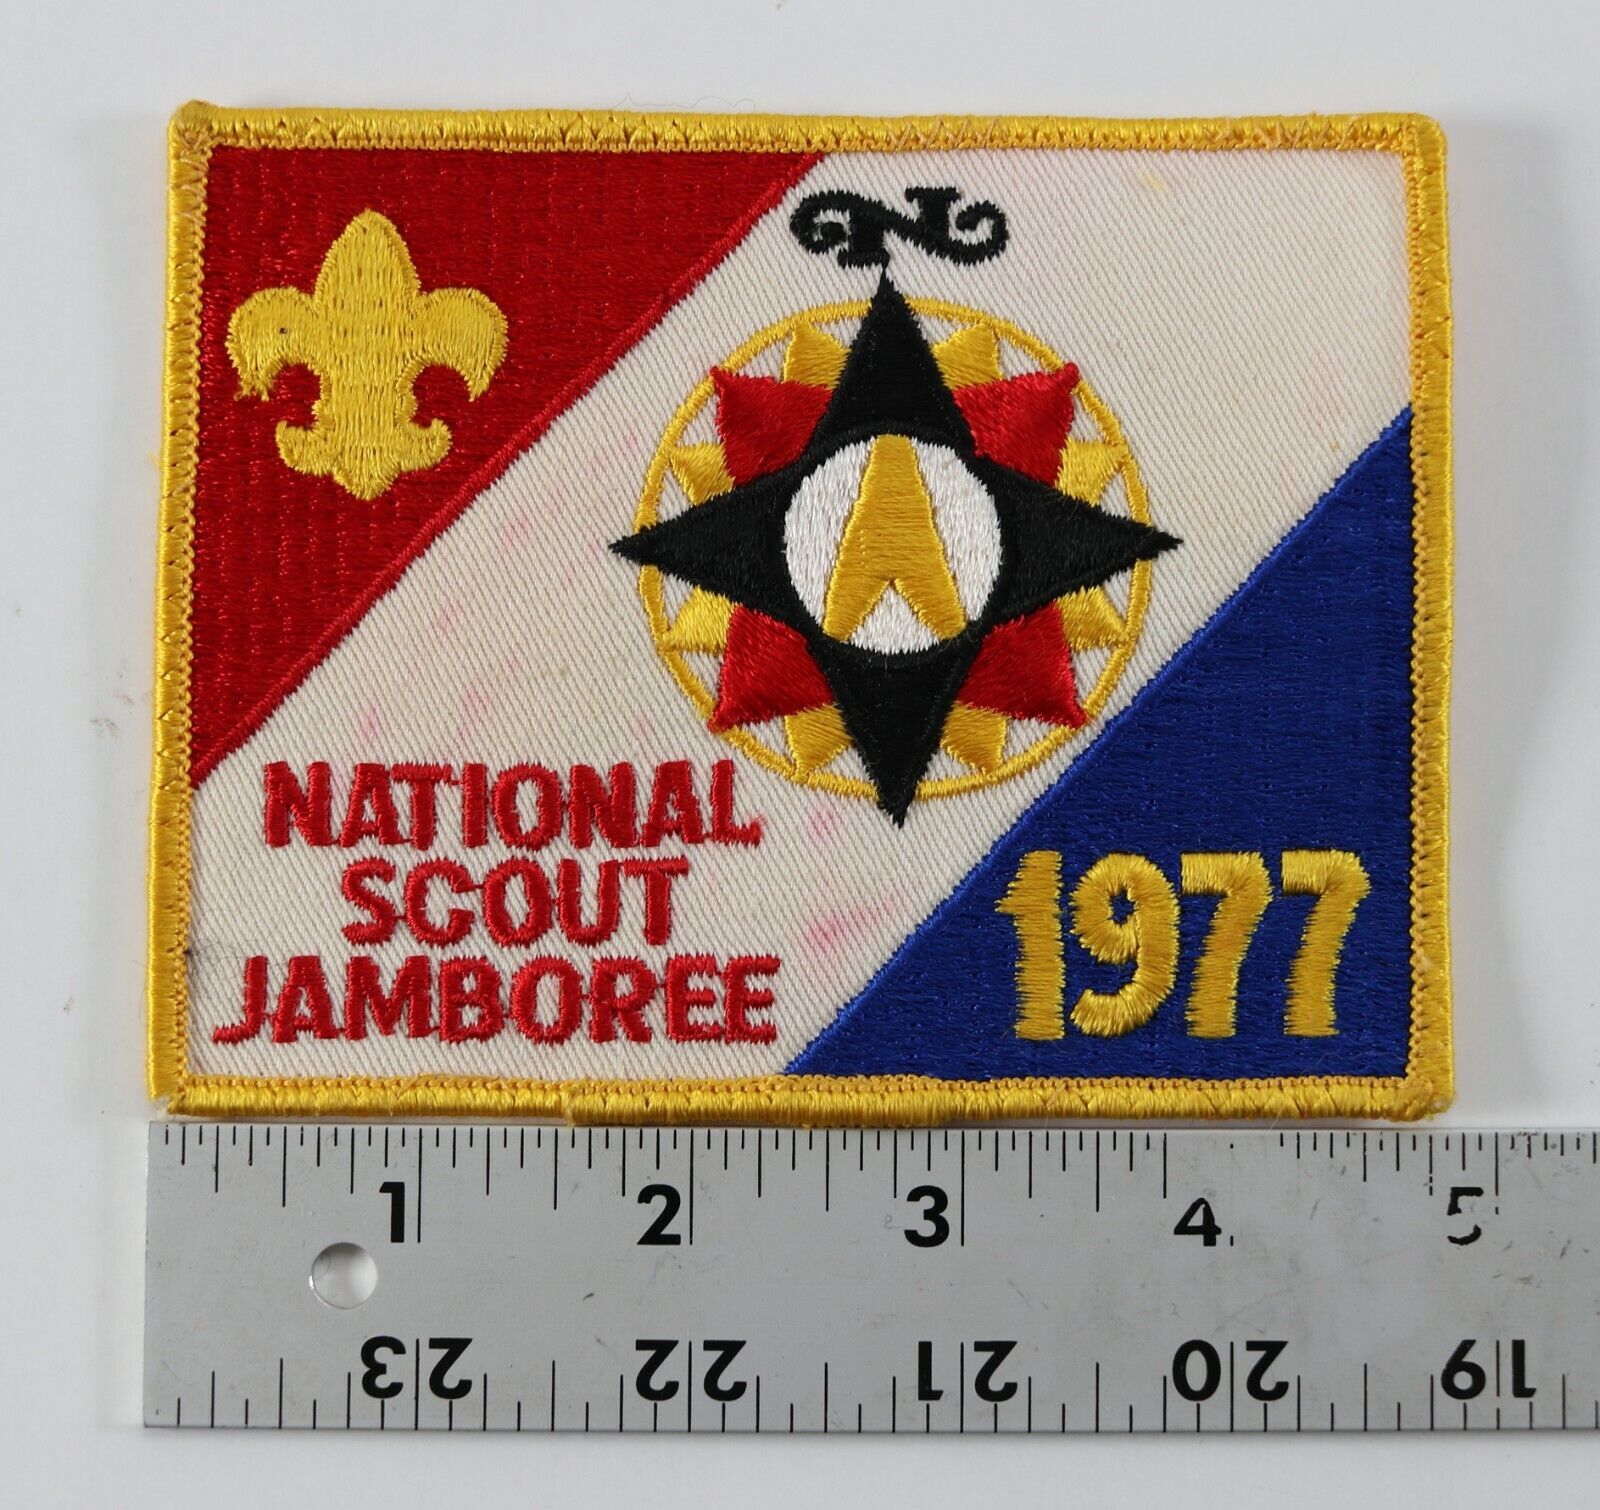 N
NATIONAL
SCOUT
JAMBOREE
1977
1 2 3 4 5
23 22 21 20 19